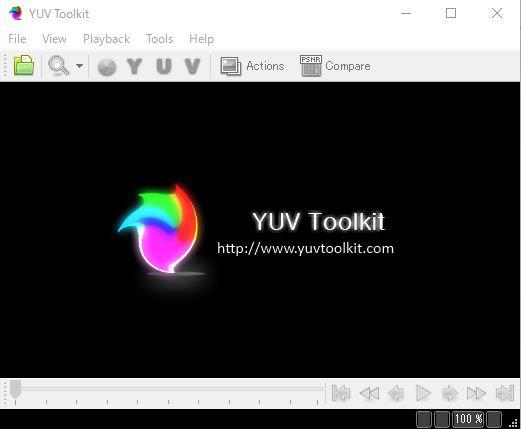 YUV Toolkit
File View Playback Tools Help
Y U V Actions PSNR Compare
YUV Toolkit
http://www.yuvtoolkit.com
100 %